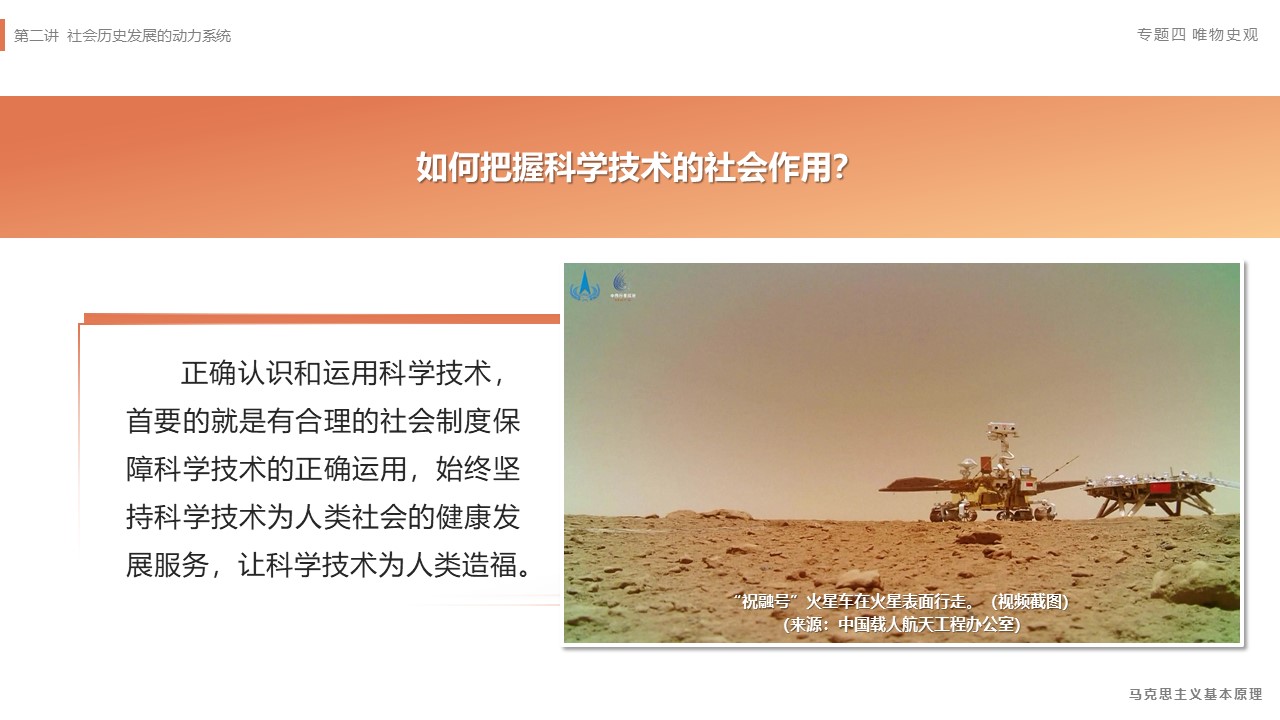 第二讲 社会历史发展的动力系统
专题四 唯物史观
如何把握科学技术的社会作用?
正确认识和运用科学技术，
首要的就是有合理的社会制度保
障科学技术的正确运用，始终坚
持科学技术为人类社会的健康发
展服务，让科学技术为人类造福。
“祝融号”火星车在火星表面行走。(视频截图)
(来源：中国载人航天工程办公室)
马克思主义基本原理